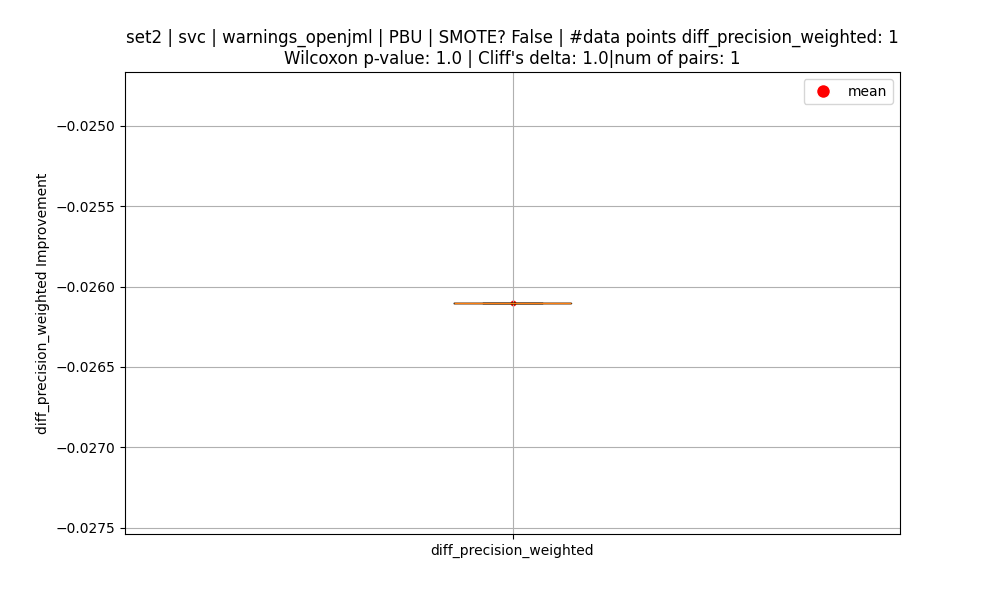 set2 | svc | warnings_openjml | PBU | SMOTE? False | #data points diff_precision_weighted: 1
Wilcoxon p-value: 1.0 | Cliff's delta: 1.0|num of pairs: 1
mean
−0.0250
−0.0255
−0.0260
−0.0265
−0.0270
−0.0275
diff_precision_weighted Improvement
diff_precision_weighted